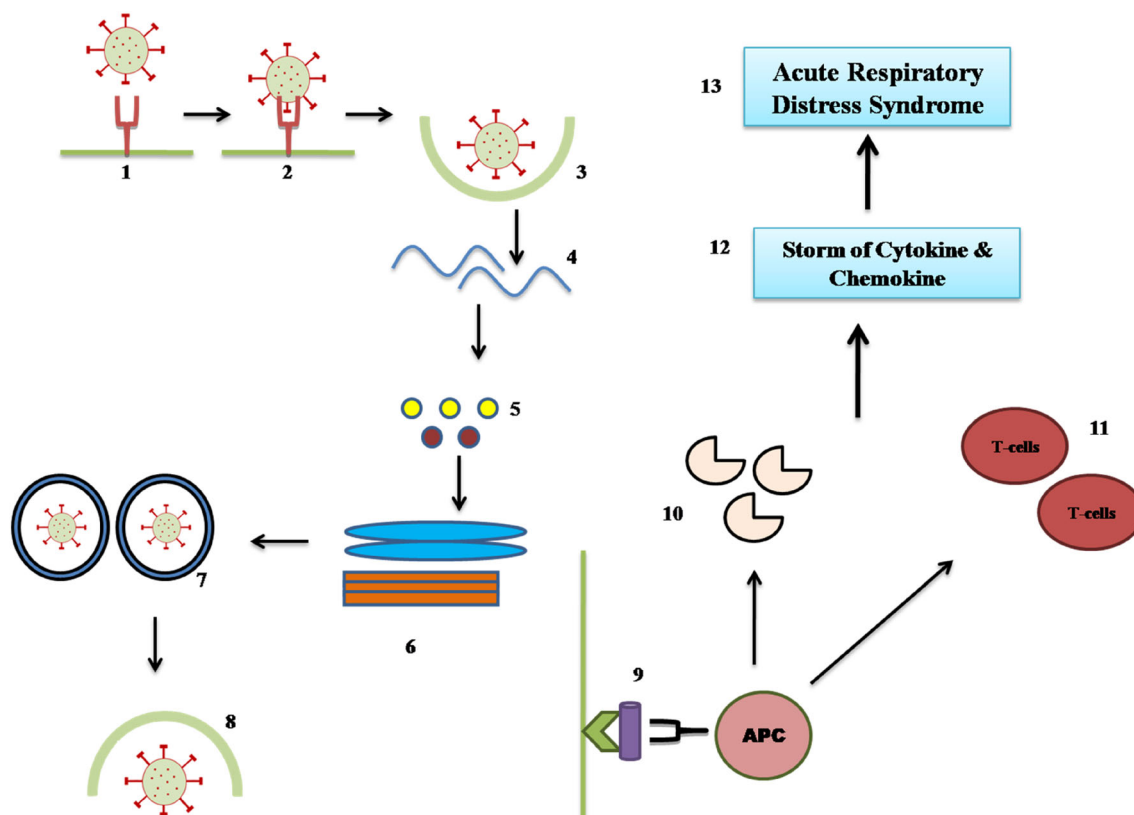 1
2
3
4
5
6
7
8
9
APC
10
T-cells
T-cells
11
12
Storm of Cytokine &
Chemokine
13
Acute Respiratory
Distress Syndrome